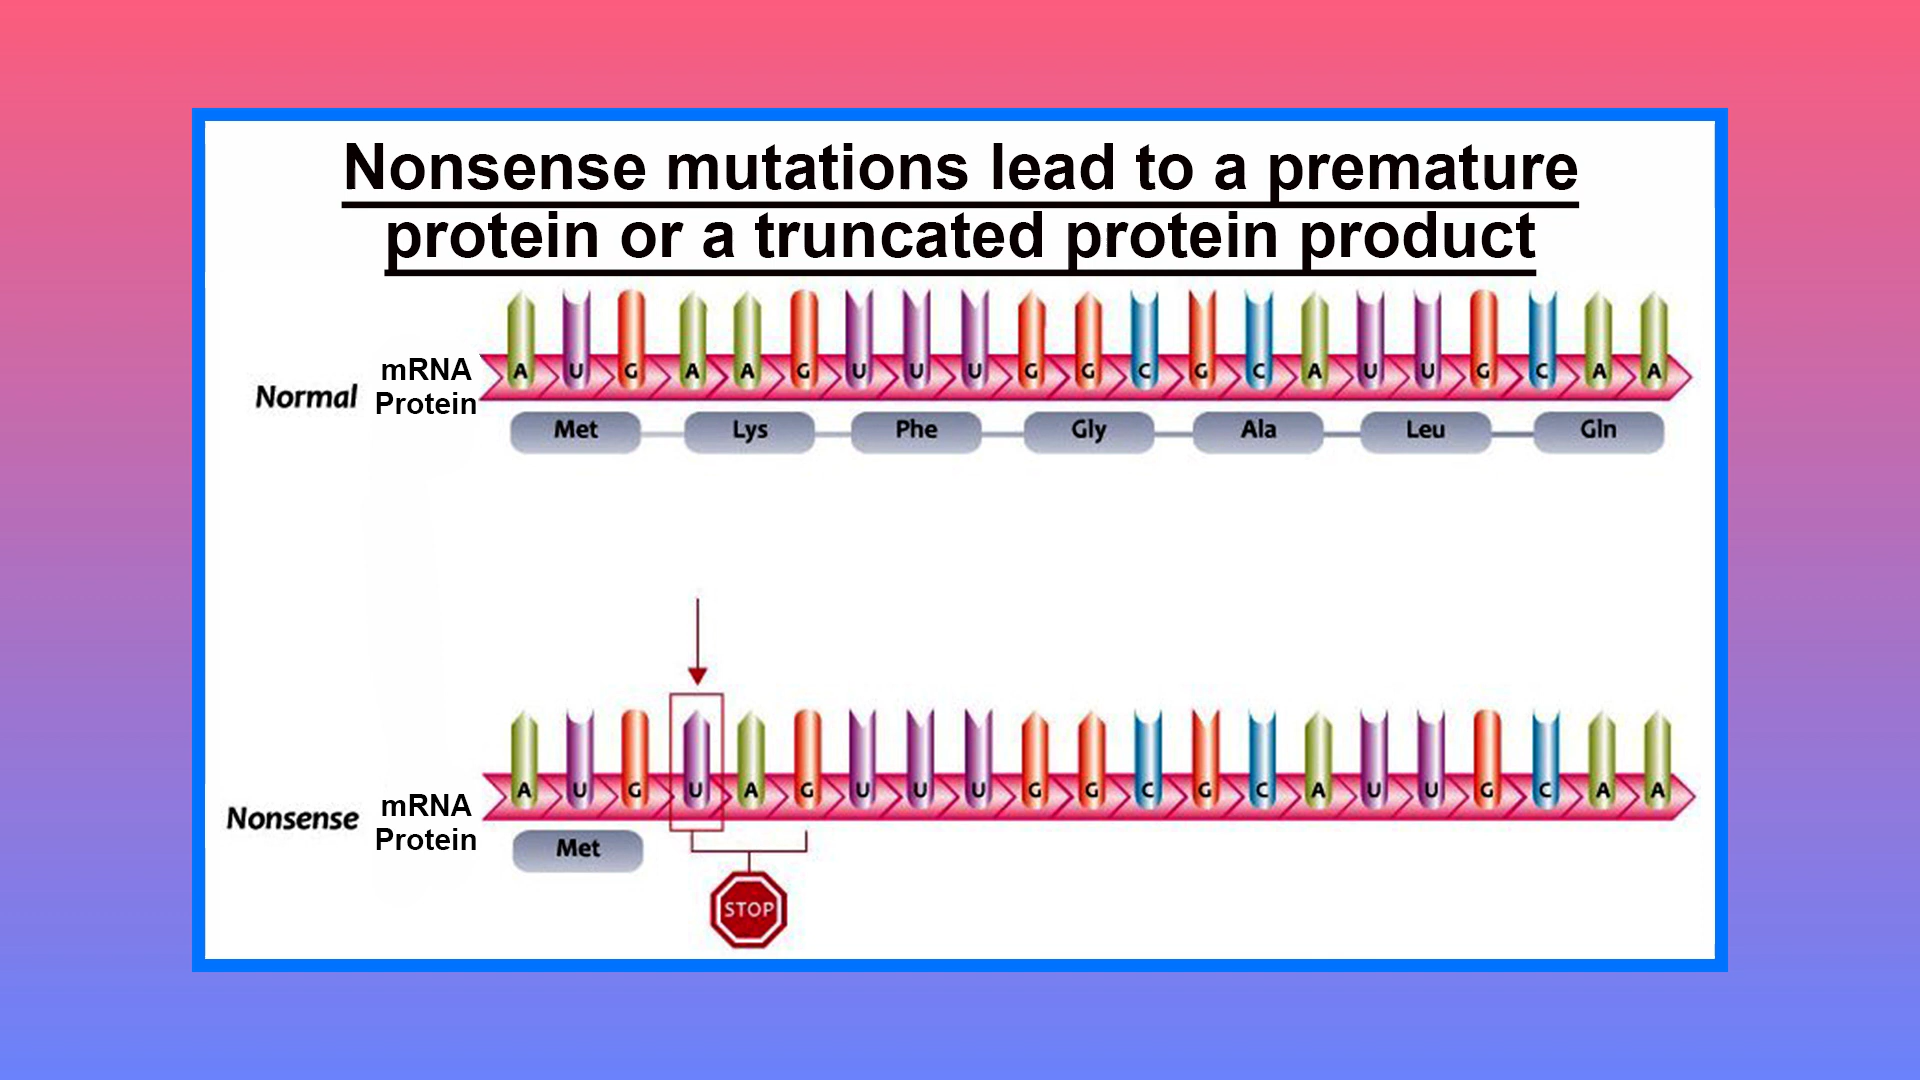 Nonsense mutations lead to a premature
protein or a truncated protein product
Normal
mRNA
Protein
A U G A A G U U U G G C G C A U U G C A A
Met Lys Phe Gly Ala Leu Gln
Nonsense
mRNA
Protein
A U G U A G U U U G G C G C A U U G C A A
Met
STOP